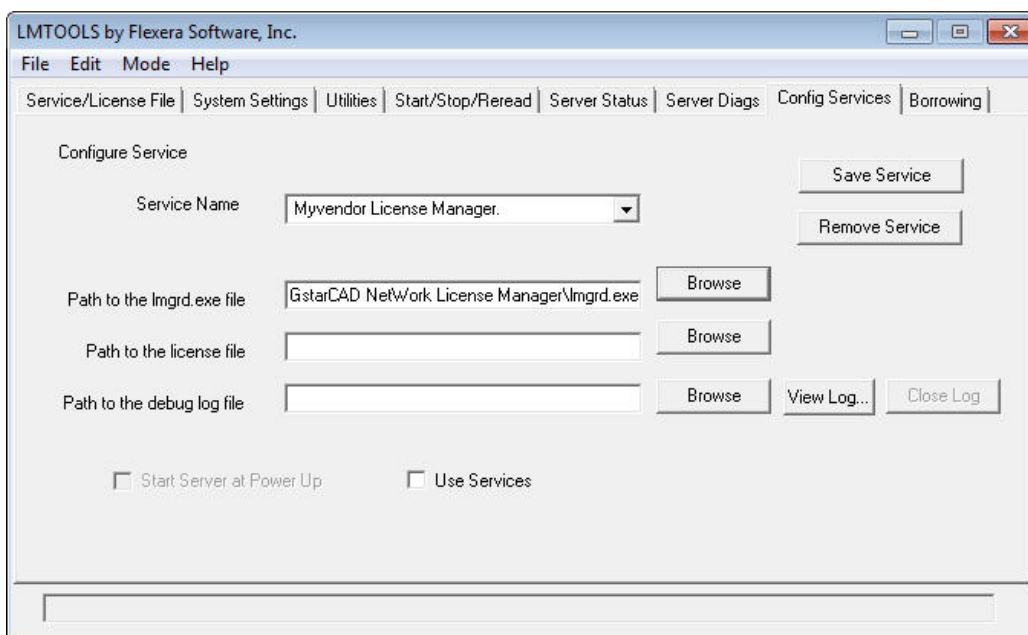 LMTOOLS by Flexera Software, Inc.
File Edit Mode Help
Service/License File System Settings Utilities Start/Stop/Reread Server Status Server Diags Config Services Borrowing
Configure Service
Save Service
Service Name Myvendor License Manager.
Remove Service
Path to the lmgrd.exe file GstarCAD NetWork License Manager\lmgrd.exe Browse
Path to the license file Browse
Path to the debug log file Browse View Log... Close Log
Start Server at Power Up Use Services